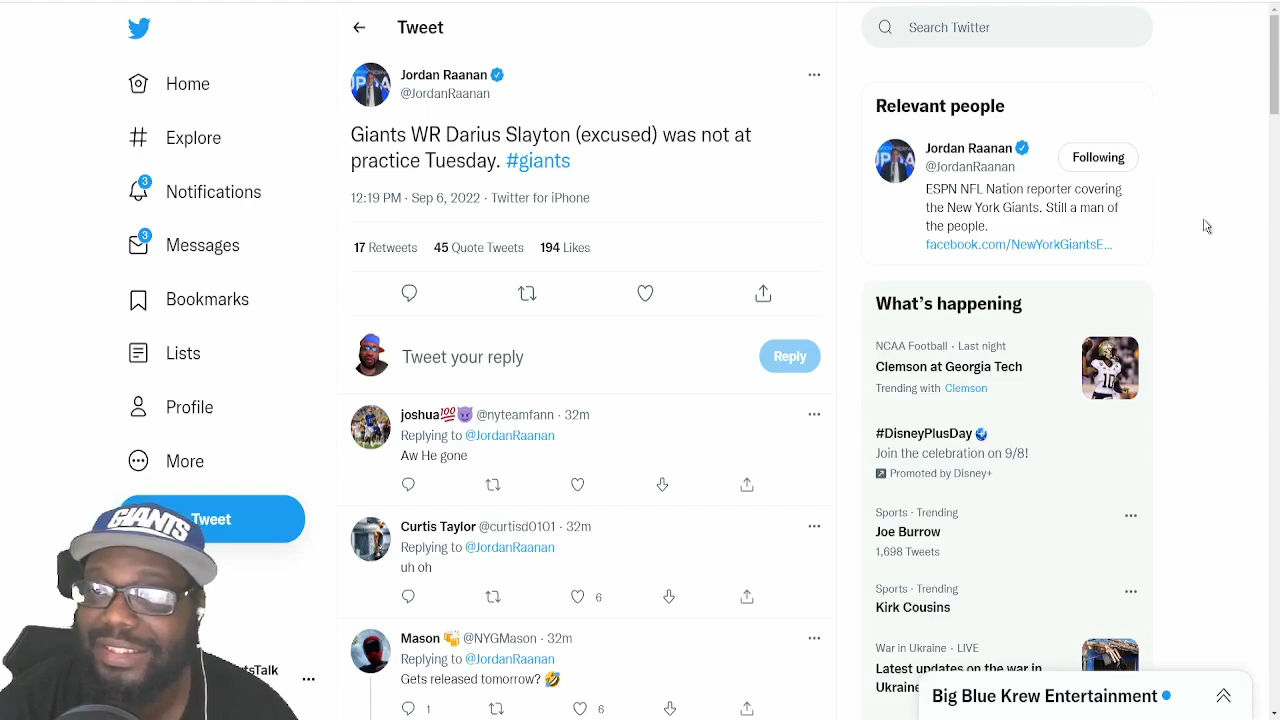 Home
Explore
3
Notifications
3
Messages
Bookmarks
Lists
Profile
More
Tweet
GIANTS
tsTalk
Tweet
Jordan Raanan
@JordanRaanan
Giants WR Darius Slayton (excused) was not at
practice Tuesday. #giants
12:19 PM · Sep 6, 2022 · Twitter for iPhone
17 Retweets 45 Quote Tweets 194 Likes
Tweet your reply
Reply
joshua💯😈 @nyteamfann · 32m
Replying to @JordanRaanan
Aw He gone
Curtis Taylor @curtisd0101 · 32m
Replying to @JordanRaanan
uh oh
6
Mason @NYGMason · 32m
Replying to @JordanRaanan
Gets released tomorrow? 🤣
1 6
Search Twitter
Relevant people
Jordan Raanan
@JordanRaanan
Following
ESPN NFL Nation reporter covering
the New York Giants. Still a man of
the people.
facebook.com/NewYorkGiantsE...
What's happening
NCAA Football · Last night
Clemson at Georgia Tech
Trending with Clemson
#DisneyPlusDay
Join the celebration on 9/8!
Promoted by Disney+
Sports · Trending
Joe Burrow
1,698 Tweets
Sports · Trending
Kirk Cousins
War in Ukraine · LIVE
Latest updates on the war in
Ukraine
Big Blue Krew Entertainment